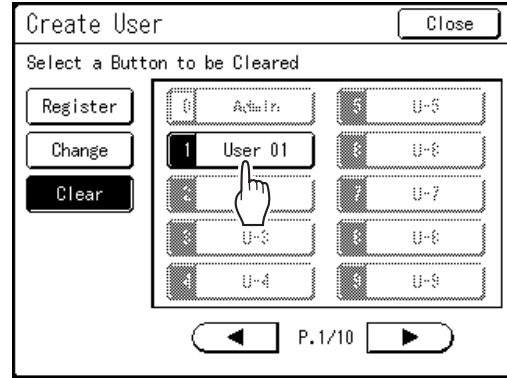 Create User
Close
Select a Button to be Cleared
Register
Change
Clear
0 Admin
1 User 01
2
3 U-3
4 U-4
5 U-5
6 U-6
7 U-7
8 U-8
9 U-9
P.1/10